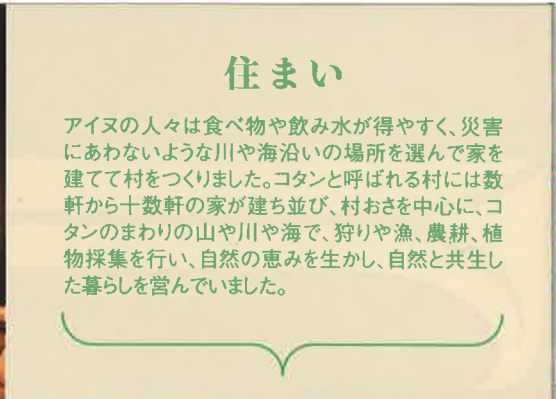 住まい
アイヌの人々は食べ物や飲み水が得やすく、災害
にあわないような川や海沿いの場所を選んで家を
建てて村をつくりました。コタンと呼ばれる村には数
軒から十数軒の家が建ち並び、村おさを中心に、コ
タンのまわりの山や川や海で、狩りや漁、農耕、植
物採集を行い、自然の恵みを生かし、自然と共生し
た暮らしを営んでいました。